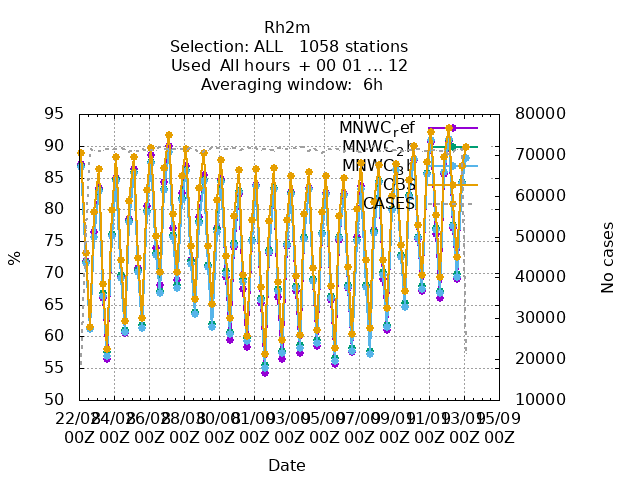 Rh2m
Selection: ALL 1058 stations
Used All hours + 00 01 ... 12
Averaging window: 6h
95 80000
MNWCref
90 70000
MNWC2h
MNWC3h
85 60000
OBS
CASES
80
75 50000
% No cases
70 40000
65 30000
60
55 20000
50 10000
22/08 24/08 26/08 28/08 30/08 01/09 03/09 05/09 07/09 09/09 11/09 13/09 15/09
00Z 00Z 00Z 00Z 00Z 00Z 00Z 00Z 00Z 00Z 00Z 00Z 00Z
Date